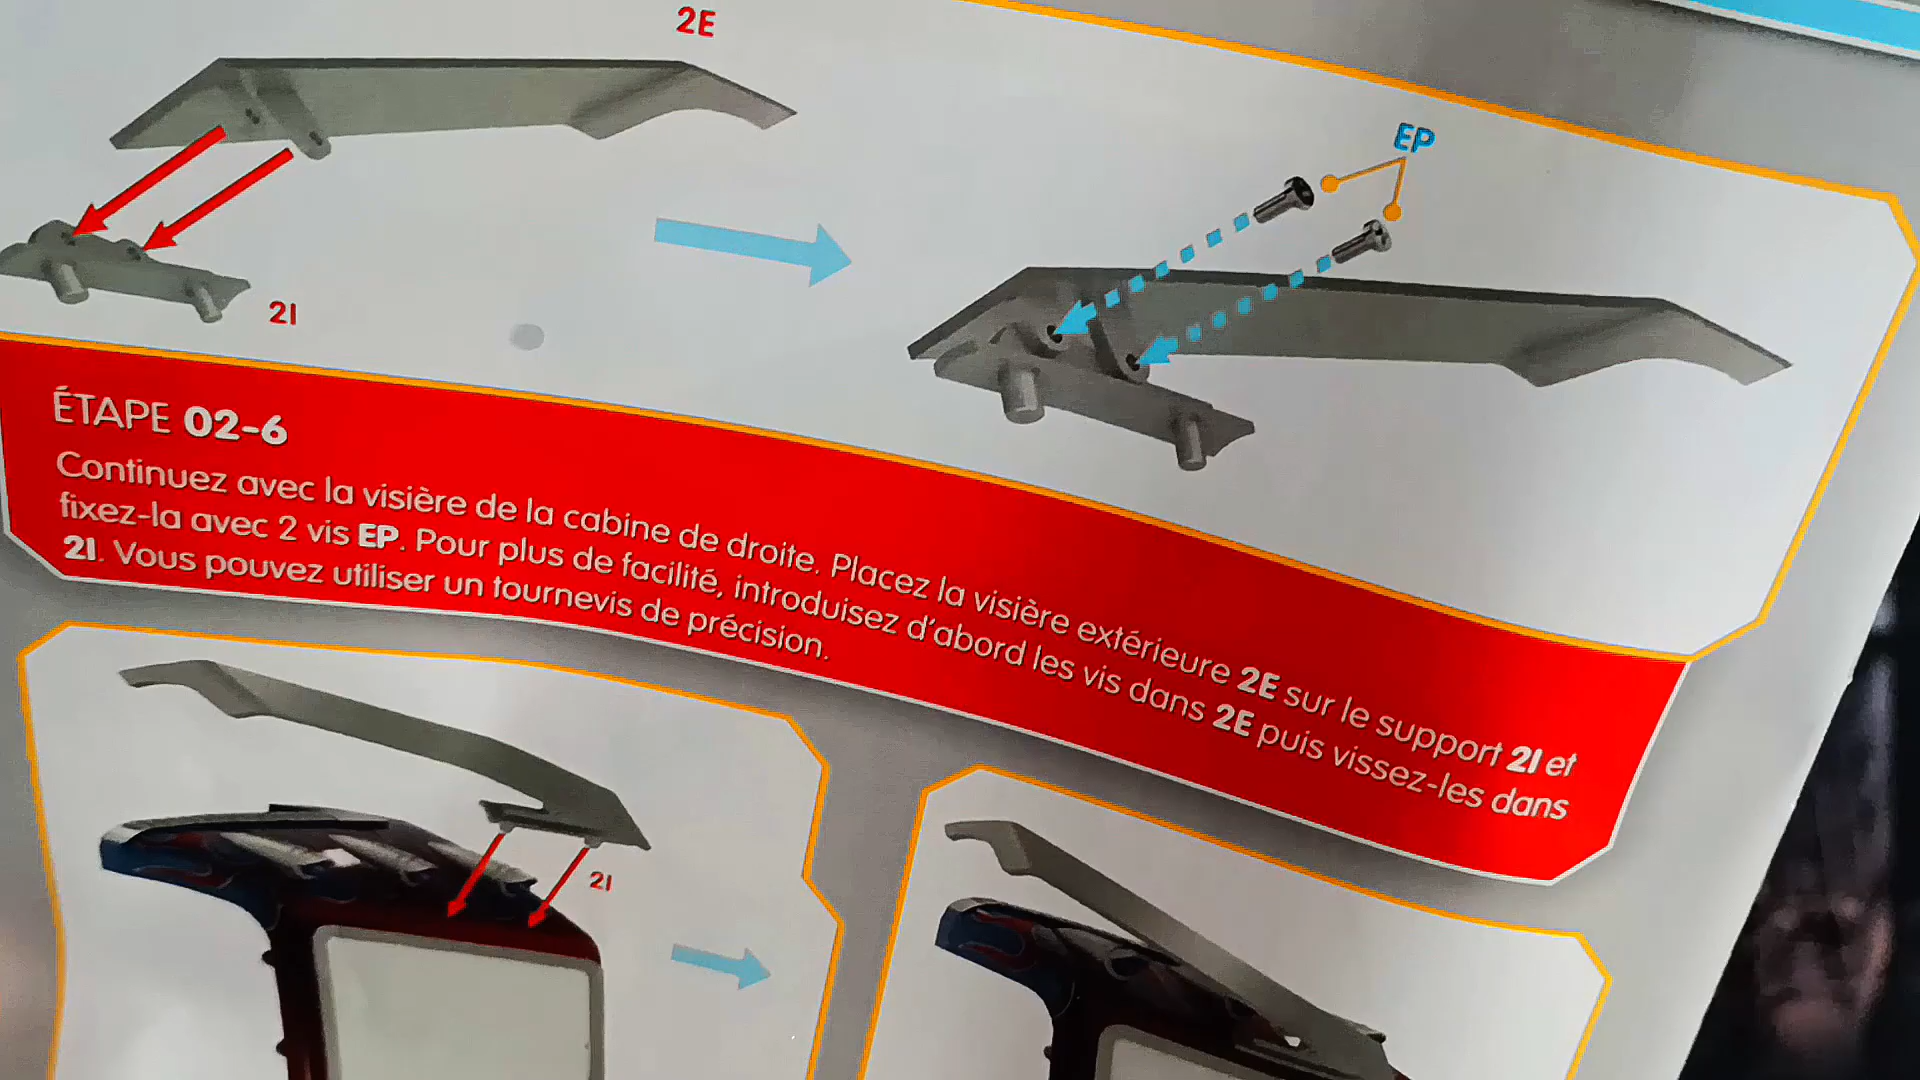 2E
EP
2I
ÉTAPE 02-6
Continuez avec la visière de la cabine de droite. Placez la visière extérieure 2E sur le support 2I et
fixez-la avec 2 vis EP. Pour plus de facilité, introduisez d'abord les vis dans 2E puis vissez-les dans
2I. Vous pouvez utiliser un tournevis de précision.
2I